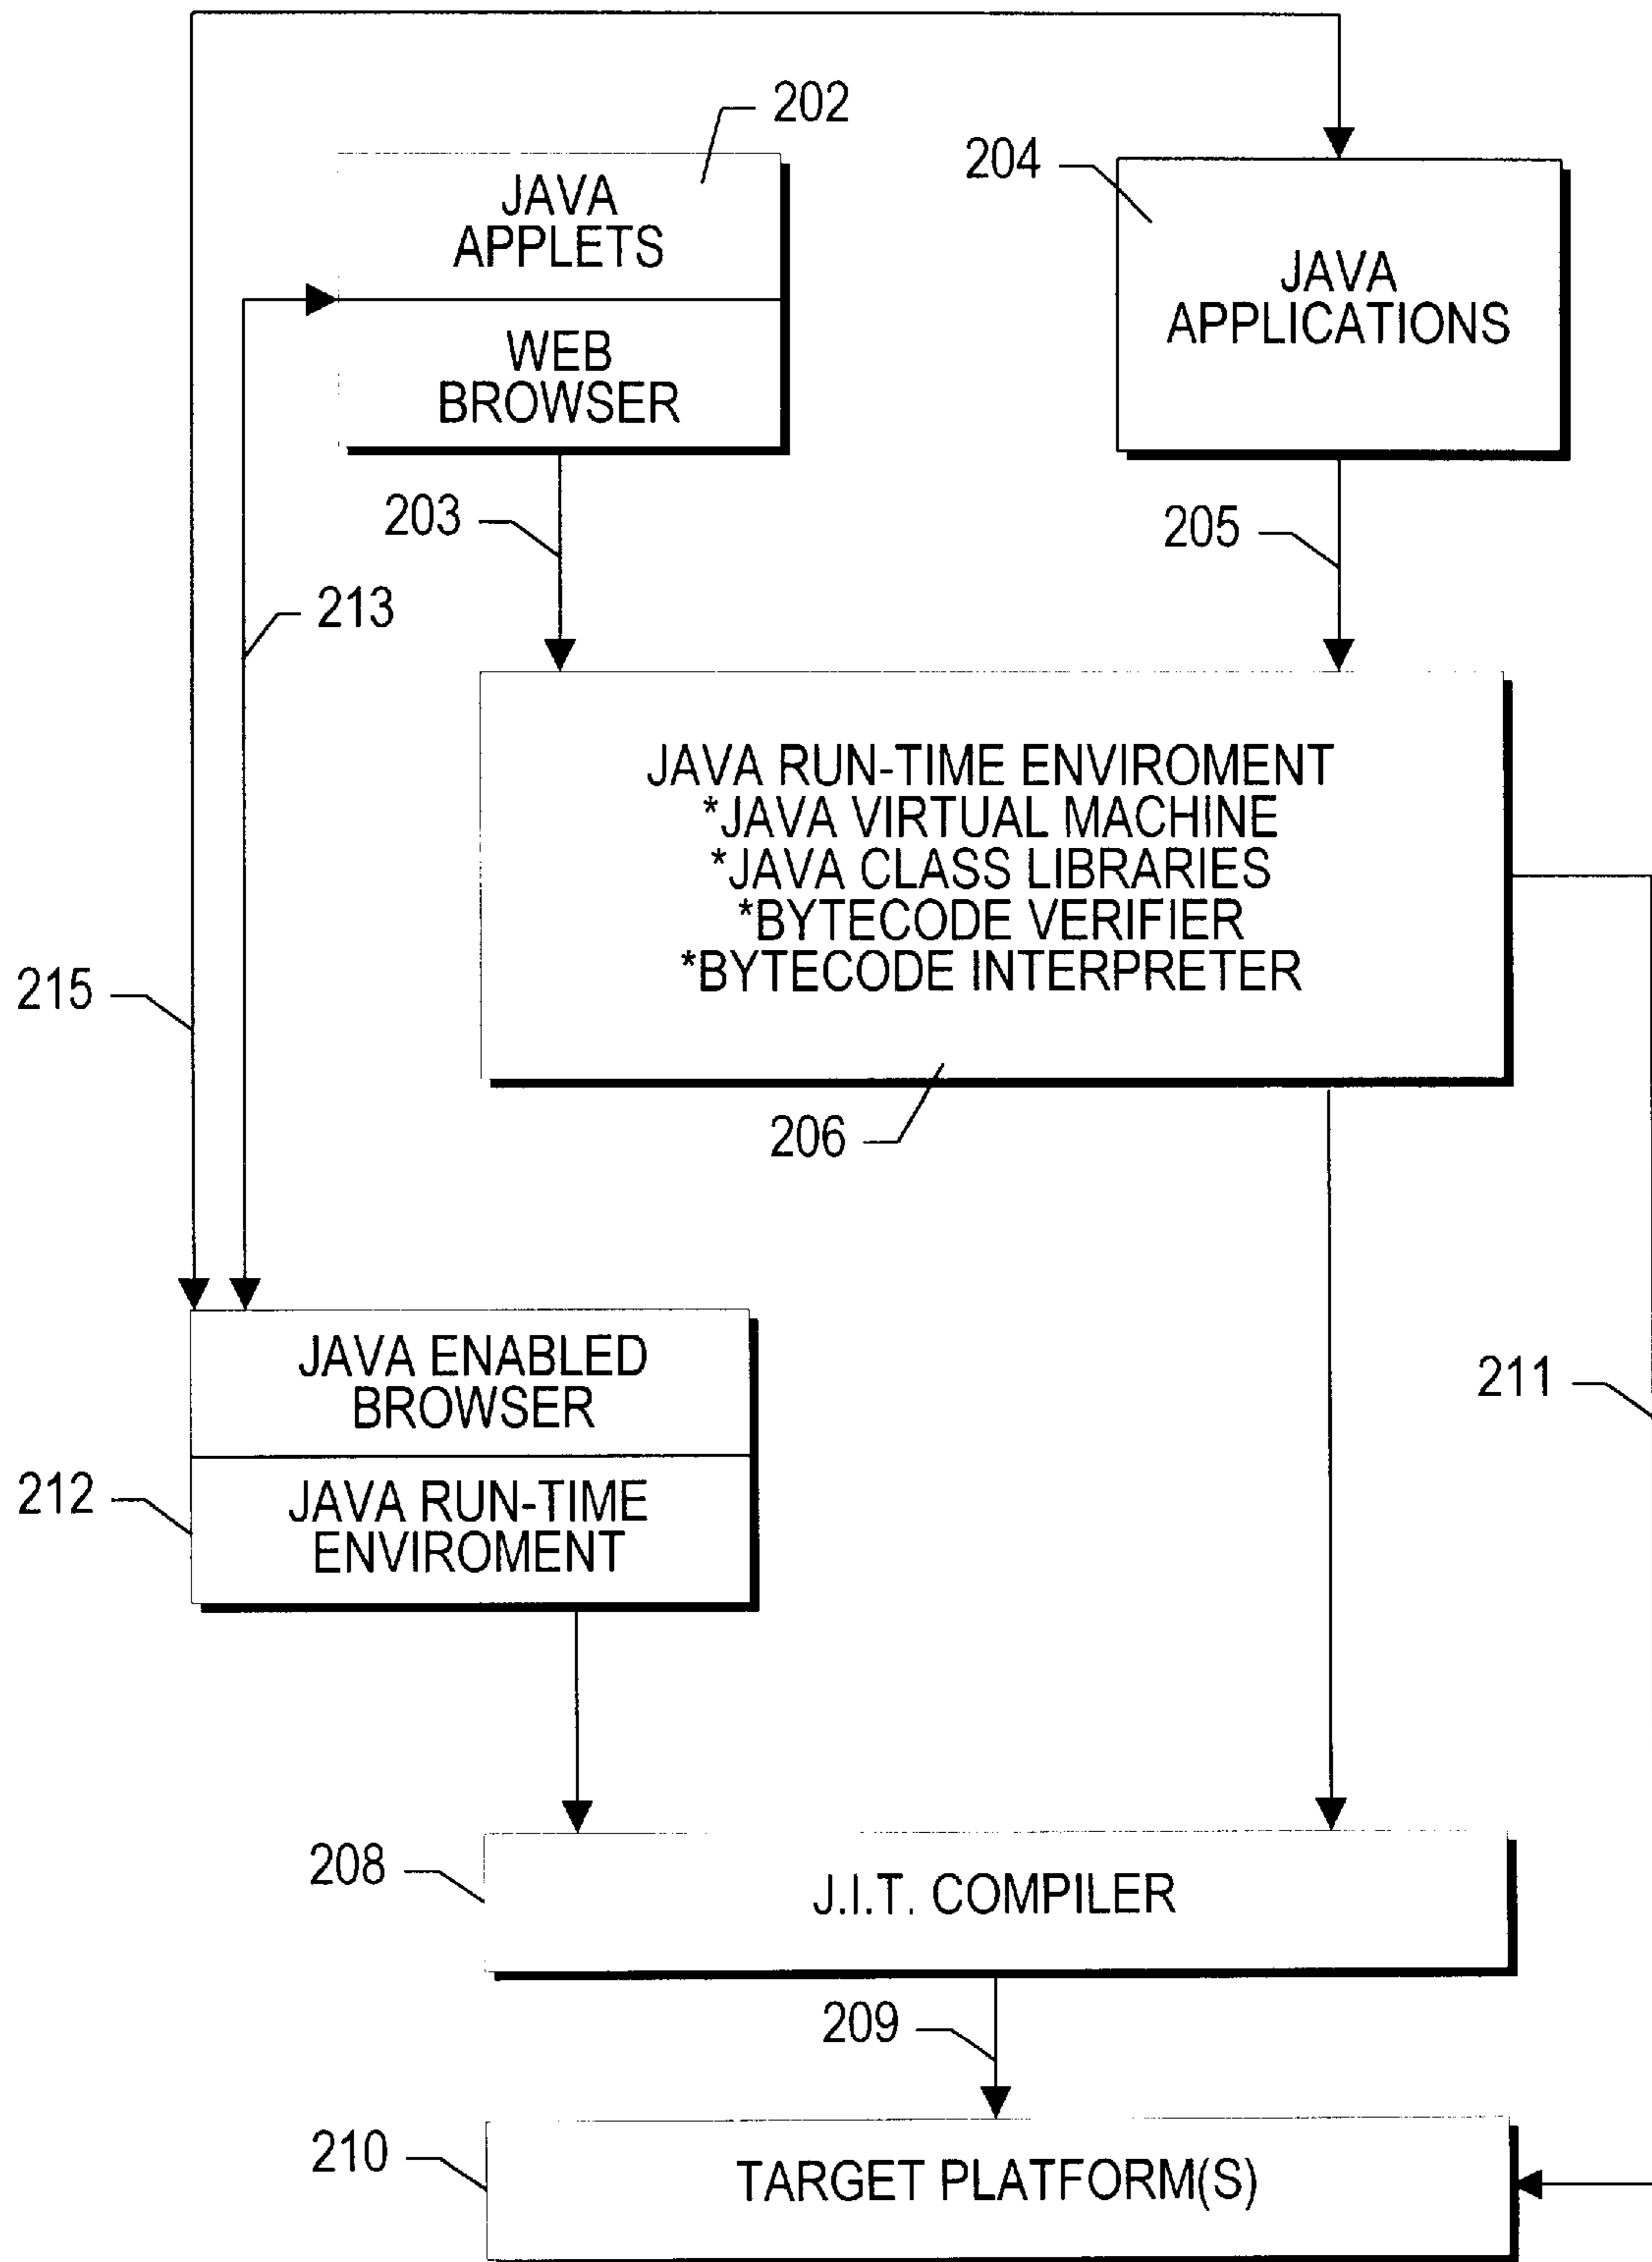 202
JAVA
APPLETS
WEB
BROWSER
204
JAVA
APPLICATIONS
203
205
213
JAVA RUN-TIME ENVIROMENT
*JAVA VIRTUAL MACHINE
*JAVA CLASS LIBRARIES
*BYTECODE VERIFIER
*BYTECODE INTERPRETER
215
206
JAVA ENABLED
BROWSER
211
212
JAVA RUN-TIME
ENVIROMENT
208
J.I.T. COMPILER
209
210
TARGET PLATFORM(S)